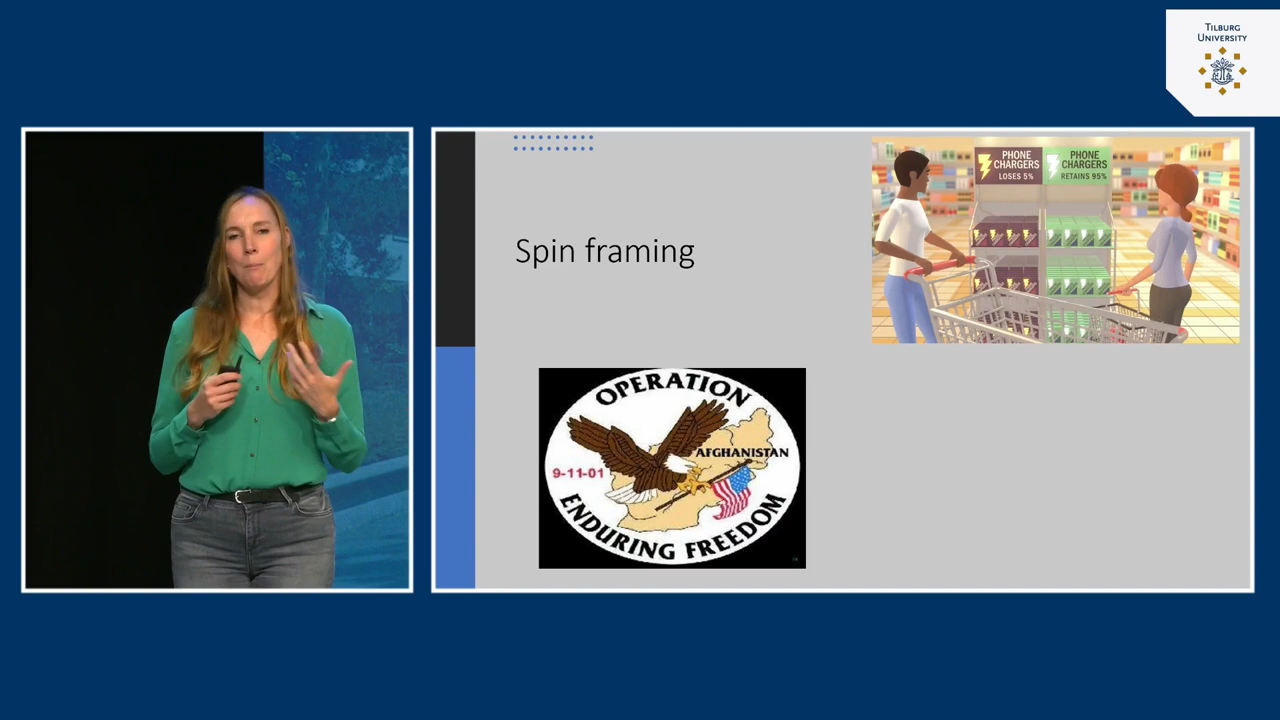 TILBURG
UNIVERSITY
PHONE
CHARGERS
LOSES 5%
PHONE
CHARGERS
RETAINS 95%
Spin framing
OPERATION
AFGHANISTAN
9-11-01
ENDURING FREEDOM